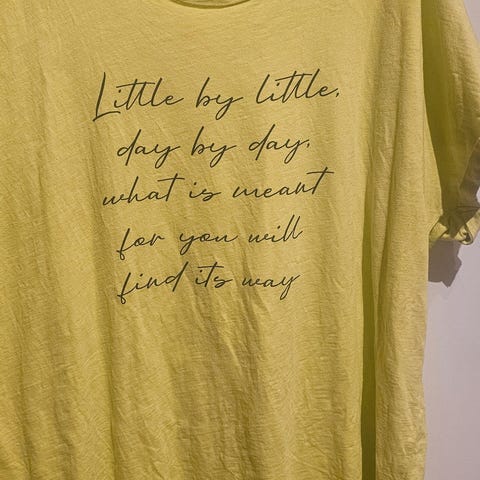 Little by little,
day by day,
what is meant
for you will
find its way